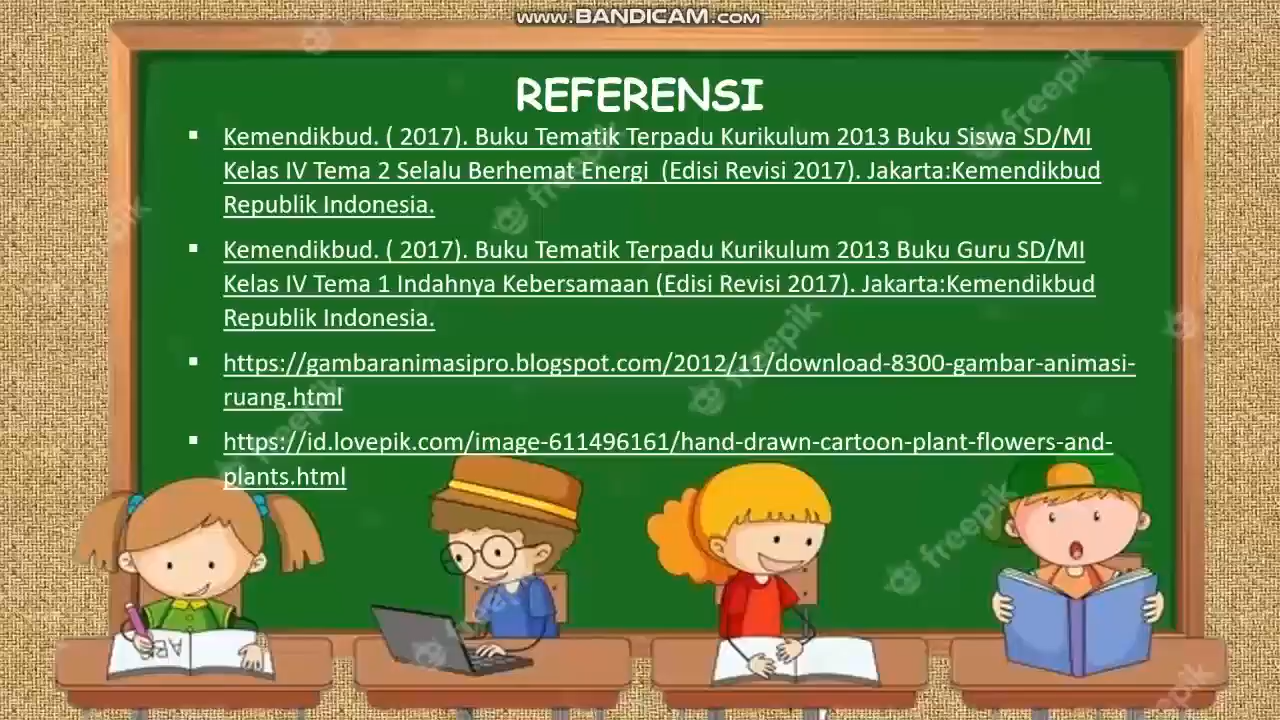 www.BANDICAM.com
REFERENSI
▪ Kemendikbud. ( 2017). Buku Tematik Terpadu Kurikulum 2013 Buku Siswa SD/MI
Kelas IV Tema 2 Selalu Berhemat Energi  (Edisi Revisi 2017). Jakarta:Kemendikbud
Republik Indonesia.
▪ Kemendikbud. ( 2017). Buku Tematik Terpadu Kurikulum 2013 Buku Guru SD/MI
Kelas IV Tema 1 Indahnya Kebersamaan (Edisi Revisi 2017). Jakarta:Kemendikbud
Republik Indonesia.
▪ https://gambaranimasipro.blogspot.com/2012/11/download-8300-gambar-animasi-
ruang.html
▪ https://id.lovepik.com/image-611496161/hand-drawn-cartoon-plant-flowers-and-
plants.html
freepik
freepik
freepik
freepik